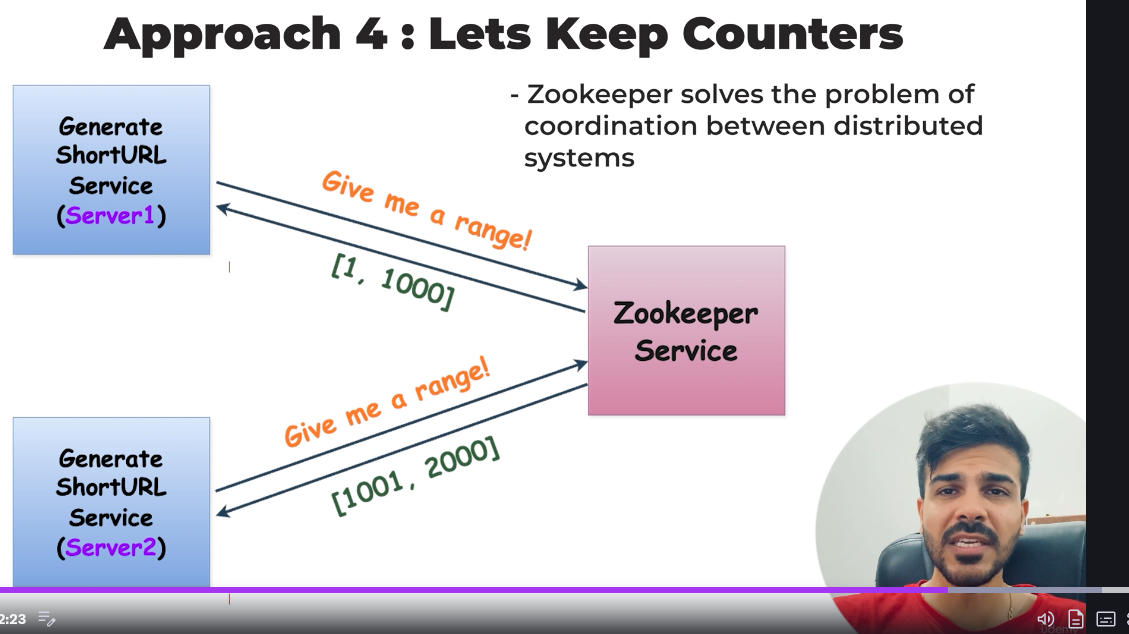 Approach 4 : Lets Keep Counters
- Zookeeper solves the problem of
coordination between distributed
systems
Generate
ShortURL
Service
(Server1)
Give me a range!
[1, 1000]
Zookeeper
Service
Give me a range!
[1001, 2000]
Generate
ShortURL
Service
(Server2)
2:23